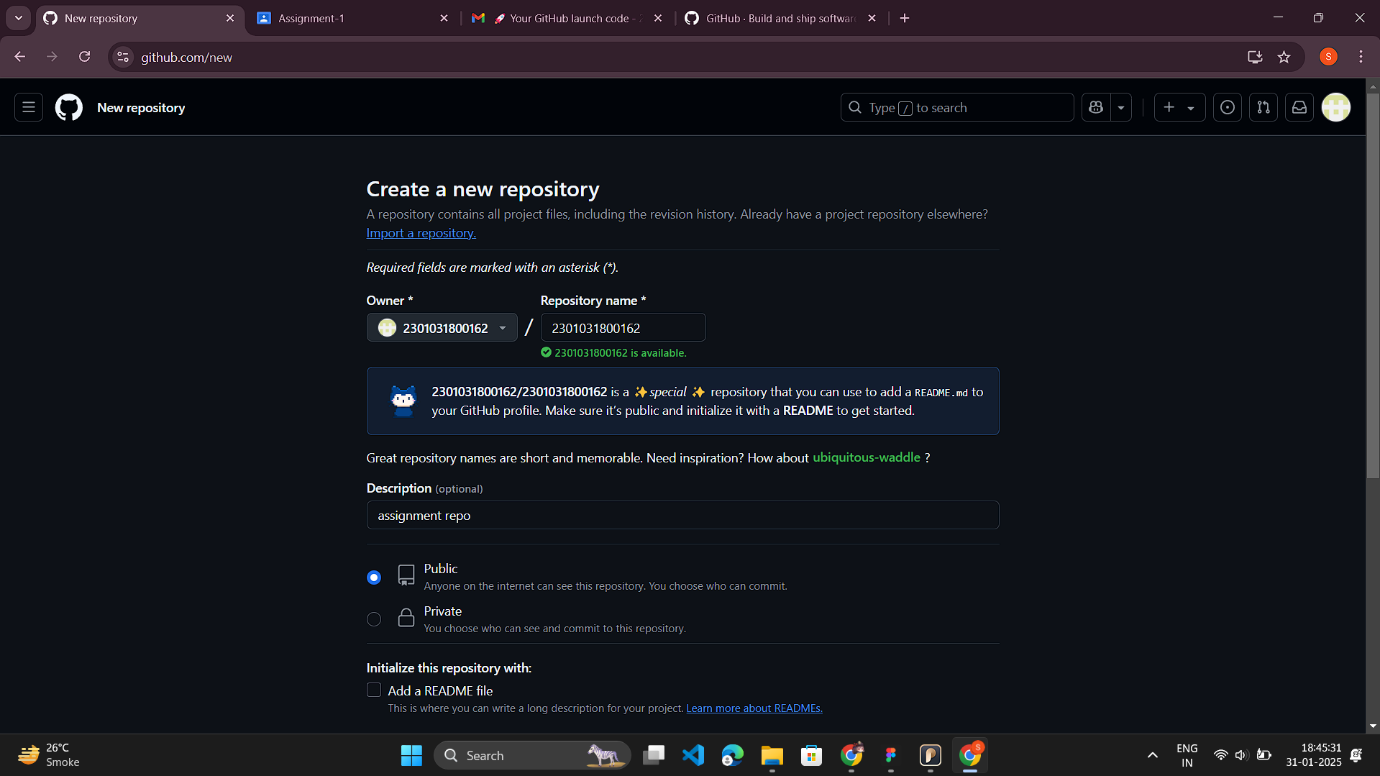 New repository
Assignment-1
🚀 Your GitHub launch code -
GitHub · Build and ship software
github.com/new
S
New repository
Type / to search
Create a new repository
A repository contains all project files, including the revision history. Already have a project repository elsewhere?
Import a repository.
Required fields are marked with an asterisk (*).
Owner * Repository name *
2301031800162 / 2301031800162
2301031800162 is available.
2301031800162/2301031800162 is a ✨ special ✨ repository that you can use to add a README.md to
your GitHub profile. Make sure it's public and initialize it with a README to get started.
Great repository names are short and memorable. Need inspiration? How about ubiquitous-waddle ?
Description (optional)
assignment repo
Public
Anyone on the internet can see this repository. You choose who can commit.
Private
You choose who can see and commit to this repository.
Initialize this repository with:
Add a README file
This is where you can write a long description for your project. Learn more about READMEs.
26°C
Smoke
Search
S
ENG
IN
18:45:31
31-01-2025